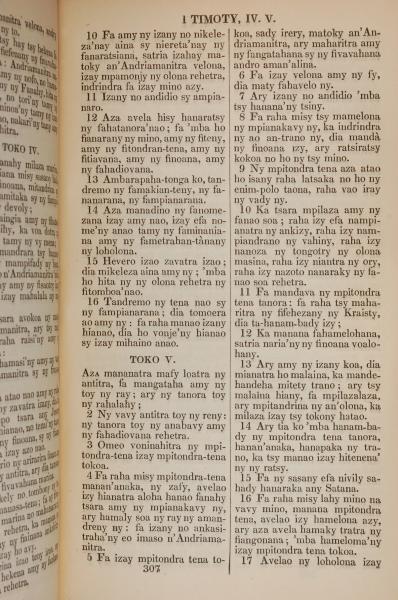 1 TIMOTY, IV. V.
10 Fa amy ny izany no nikele-
za'nay aina sy niereta'nay ny
fanaratsiana, satria izahay ma-
toky an'Andriamanitra velona,
izay mpamonjy ny olona rehetra,
indrindra fa izay mino azy.
11 Izany no andidio sy ampia-
naro.
12 Aza avela hisy hanaratsy
ny fahatanora'nao; fa 'mba ho
fianarany ny mino, amy ny fiteny,
amy ny fitondran-tena, amy ny
fitiavana, amy ny finoana, amy
ny fahadiovana.
13 Ambarapaha-tonga ko, tan-
dremo ny famakian-teny, ny fa-
nanarana, ny fampianarana.
14 Aza mandino ny fanome-
zana izay amy nao, izay efa no-
me'ny anao tamy ny faminania-
na amy ny fametrahan-tànany
ny loholona.
15 Hevero izao zavatra izao;
dia mikeleza aina amy ny; 'mba
ho hita ny ny olona rehetra ny
fitomboa'nao.
16 Tandremo ny tena nao sy
ny fampianarana; dia tomoera
ao amy ny: fa raha manao izany
hianao, dia ho vonje'ny hianao
sy izay mihaino anao.
TOKO V.
Aza mananatra mafy loatra ny
antitra, fa mangataha amy ny
toy ny ray; ary ny tanora toy
ny rahalahy;
2 Ny vavy antitra toy ny reny:
ny tanora toy ny anabavy amy
ny fahadiovana rehetra.
3 Omeo voninahitra ny mpi-
tondra-tena izay mpitondra-tena
tokoa.
4 Fa raha misy mpitondra-tena
manan'anaka, ny zafy, aveláo
izy hianatra aloha hanao fanahy
tsara amy ny mpianakavy ny,
ary hamaly soa ny ray ny aman-
dreny ny: fa izany no ankasi-
traha'ny eo imaso n'Andriama-
nitra.
5 Fa izay mpitondra tena to-
koa, sady irery, matoky an'An-
driamanitra, ary maharitra amy
ny fangatahana sy ny fivavahana
andro aman'alina.
6 Fa izay velona amy ny fy,
dia maty fahavelo ny.
7 Ary izany no andidio 'mba
tsy hanana'ny tsiny.
8 Fa raha misy tsy mamelona
ny mpianakavy ny, ka indrindra
ny ao an-trano ny, dia mandà
ny finoana izy, ary ratsiratsy
kokoa no ho ny tsy mino.
9 Ny mpitondra tena aza atao
ho isany raha latsaka no ho ny
enim-polo taona, raha vao iray
ny vady ny.
10 Ka tsara mpilaza amy ny
fanao soa; raha izy efa nampi-
anatra ny ankizy, raha izy nam-
piandrano ny vahiny, raha izy
manoza ny tongotry ny olona
masina, raha izy niantra ny ory,
raha izy nazoto nanaraky ny fa-
nao soa rehetra.
11 Fa mandava ny mpitondra
tena tanora: fa raha tsy maha-
ritra ny fifehezany ny Kraisty,
dia ta-hanam-bady izy;
12 Ka manana fahamelohana,
satria naria'ny ny finoana voalo-
hany.
13 Ary amy ny izany koa, dia
mianatra ho malaina, ka mande-
handeha mitety trano; ary tsy
malaina hiany, fa mpilazalaza,
ary mpitandrina ny an'olona, ka
milaza izay tsy tokony hatao.
14 Ary tia ko 'mba hanam-ba-
dy ny mpitondra tena tanora,
hanan'anaka, hanapaka ny tra-
no, ka tsy manao izay hitenena'
ny ny ratsy.
15 Fa ny sasany efa nivily sa-
hady hanaraka any Satana.
16 Fa raha misy lahy mino na
vavy mino, manana mpitondra
tena, aveláo izy hamelona azy,
ary aza avela hamaky tratra ny
fiangonana; 'mba hameloma'ny
izay mpitondra tena tokoa.
17 Aveláo ny loholona izay
307